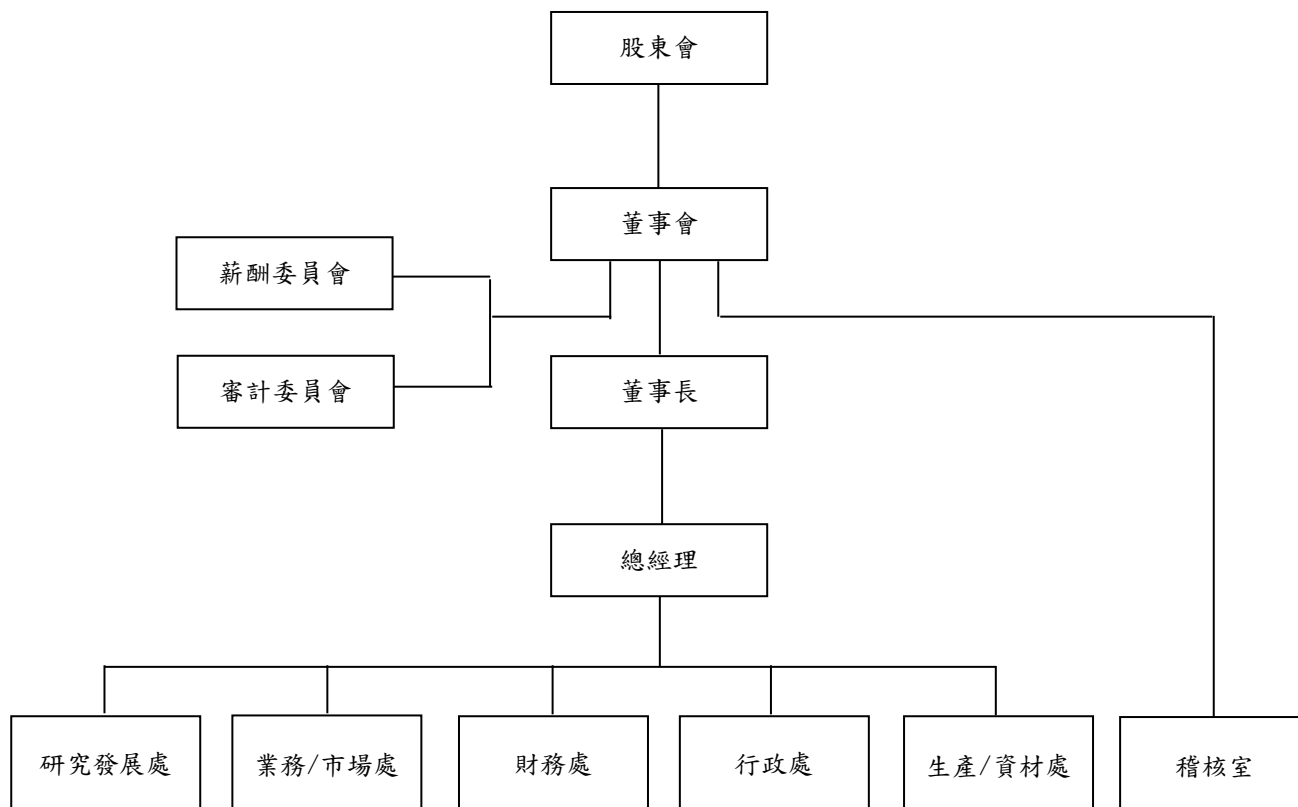 股東會
董事會
薪酬委員會
審計委員會
董事長
總經理
研究發展處
業務/市場處
財務處
行政處
生產/資材處
稽核室